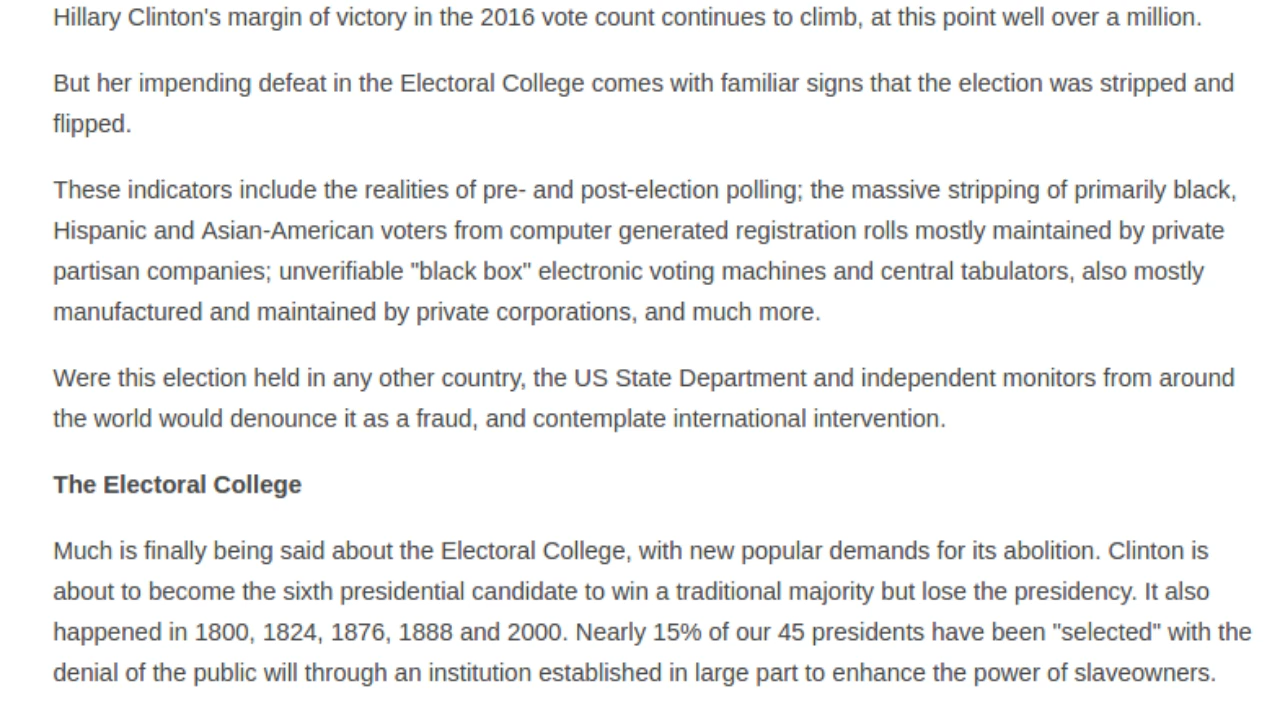 Hillary Clinton's margin of victory in the 2016 vote count continues to climb, at this point well over a million.
But her impending defeat in the Electoral College comes with familiar signs that the election was stripped and
flipped.
These indicators include the realities of pre- and post-election polling; the massive stripping of primarily black,
Hispanic and Asian-American voters from computer generated registration rolls mostly maintained by private
partisan companies; unverifiable "black box" electronic voting machines and central tabulators, also mostly
manufactured and maintained by private corporations, and much more.
Were this election held in any other country, the US State Department and independent monitors from around
the world would denounce it as a fraud, and contemplate international intervention.
The Electoral College
Much is finally being said about the Electoral College, with new popular demands for its abolition. Clinton is
about to become the sixth presidential candidate to win a traditional majority but lose the presidency. It also
happened in 1800, 1824, 1876, 1888 and 2000. Nearly 15% of our 45 presidents have been "selected" with the
denial of the public will through an institution established in large part to enhance the power of slaveowners.